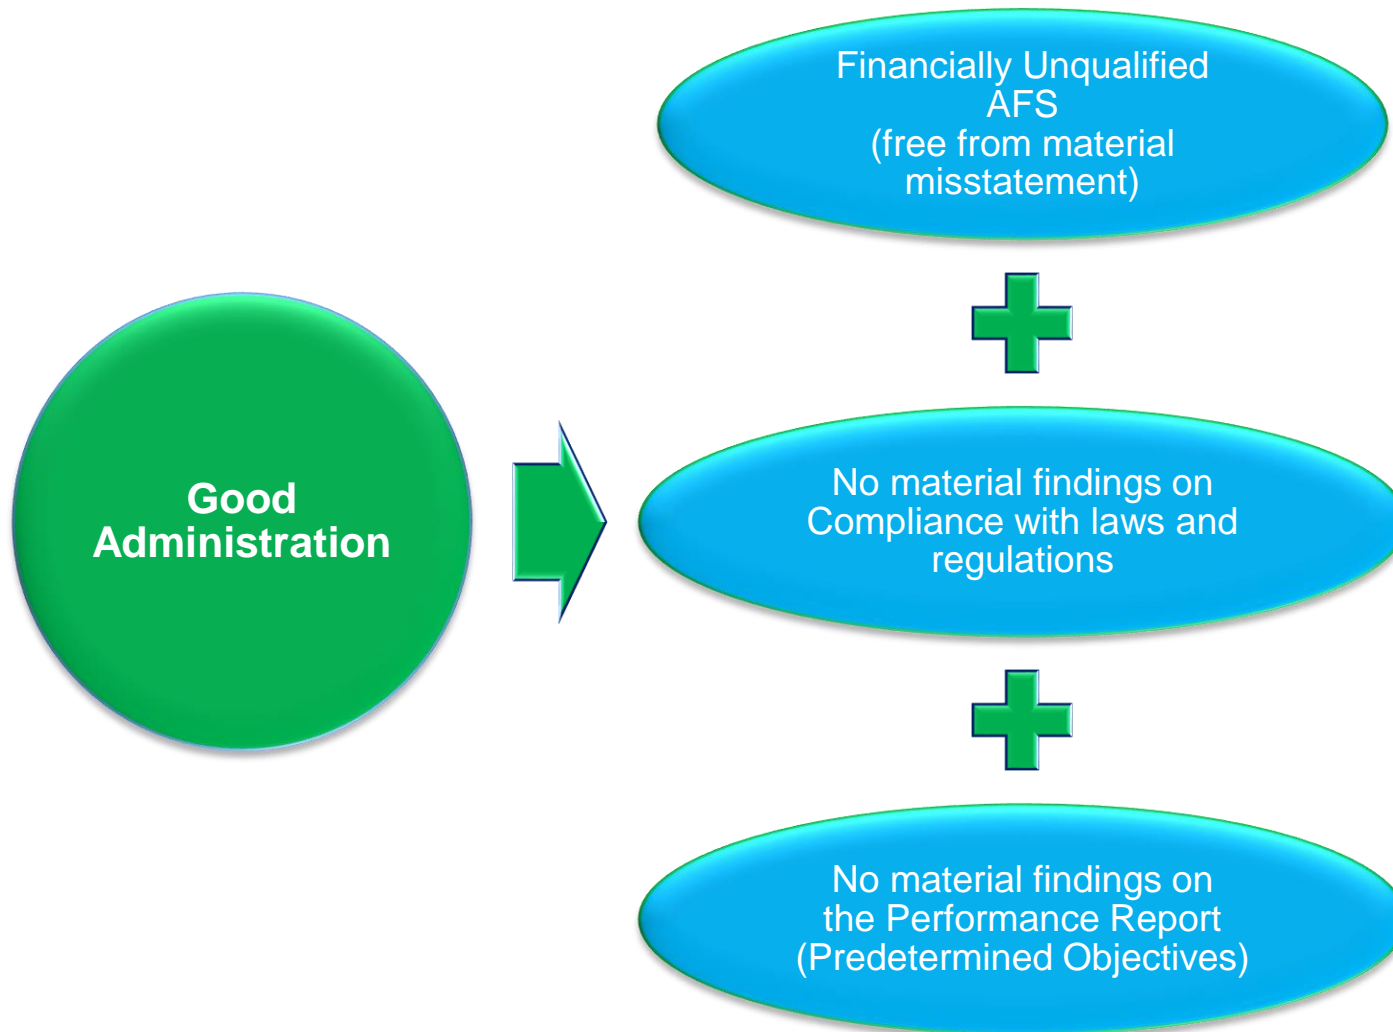 Financially Unqualified
AFS
(free from material
misstatement)
Good
Administration
No material findings on
Compliance with laws and
regulations
No material findings on
the Performance Report
(Predetermined Objectives)